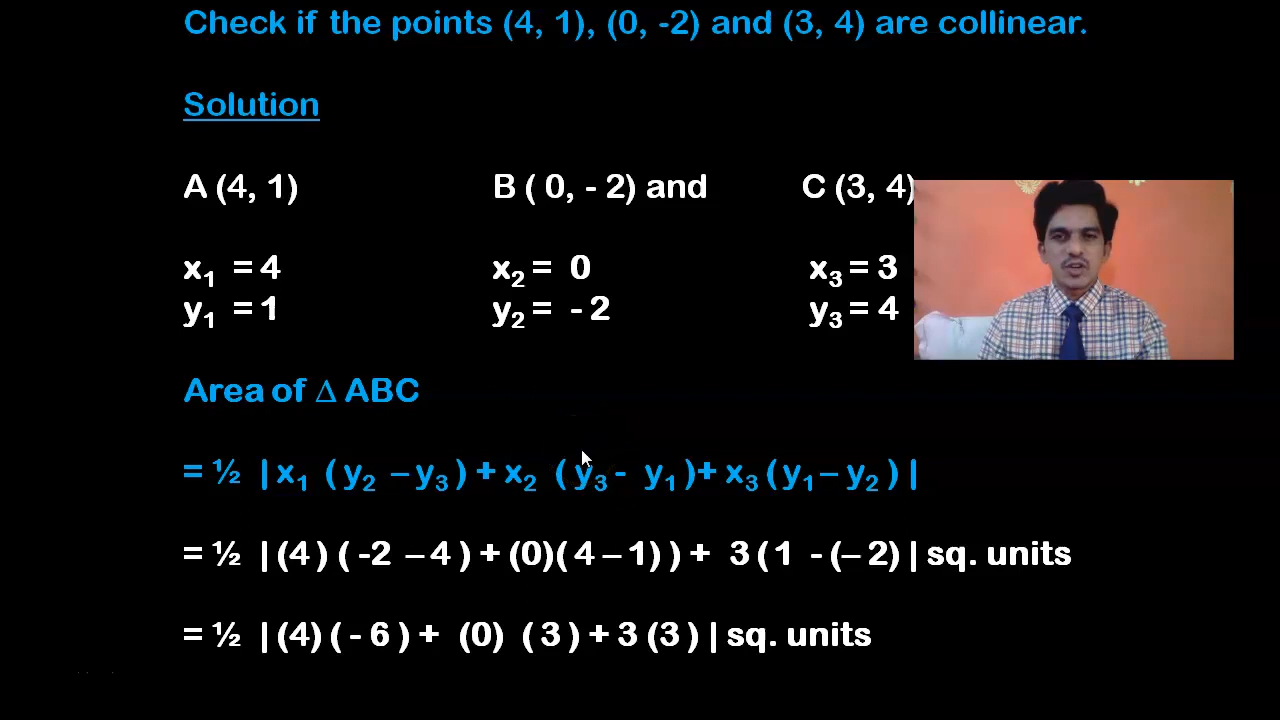 Check if the points (4, 1), (0, -2) and (3, 4) are collinear.
Solution
A (4, 1) B ( 0, - 2) and C (3, 4)
x₁ = 4 x₂ = 0 x₃ = 3
y₁ = 1 y₂ = - 2 y₃ = 4
Area of ∆ ABC
= ½ | x₁ ( y₂ – y₃ ) + x₂ ( y₃ - y₁ )+ x₃ ( y₁ – y₂ ) |
= ½ | (4 ) ( -2 – 4 ) + (0)( 4 – 1) ) + 3 ( 1 - (– 2) | sq. units
= ½ | (4) ( - 6 ) + (0) ( 3 ) + 3 (3 ) | sq. units